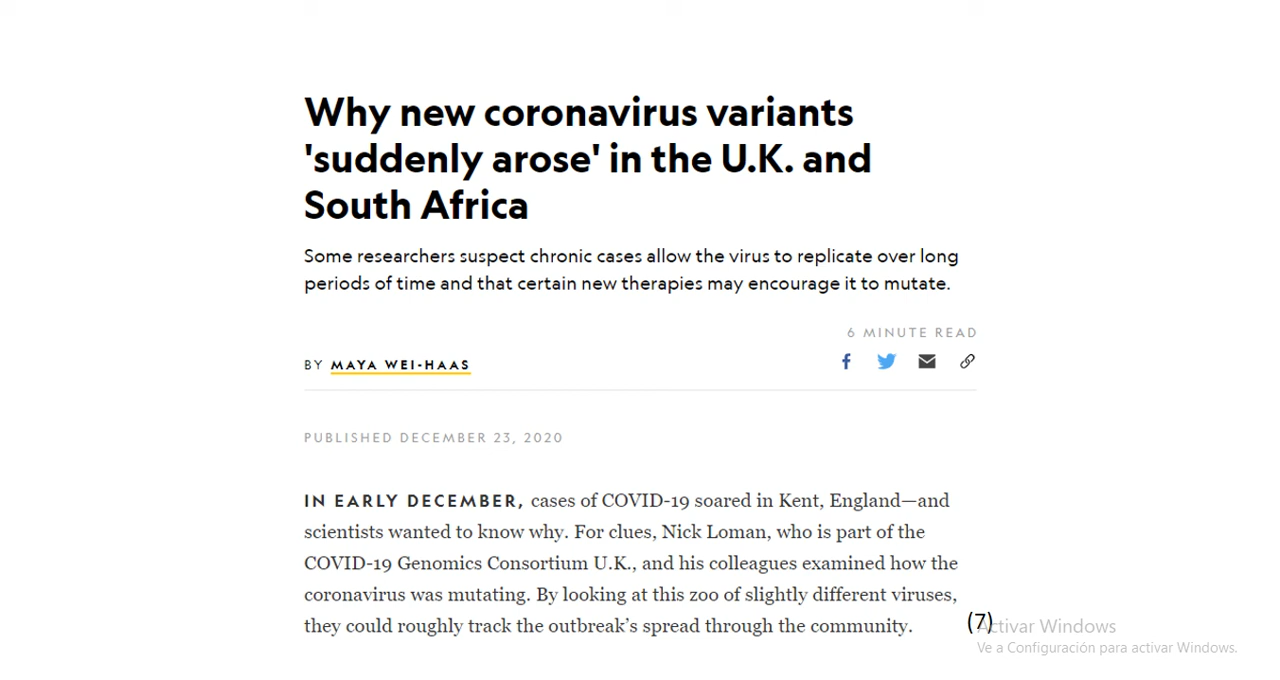 Why new coronavirus variants
'suddenly arose' in the U.K. and
South Africa
Some researchers suspect chronic cases allow the virus to replicate over long
periods of time and that certain new therapies may encourage it to mutate.
6 MINUTE READ
BY MAYA WEI-HAAS
PUBLISHED DECEMBER 23, 2020
IN EARLY DECEMBER, cases of COVID-19 soared in Kent, England—and
scientists wanted to know why. For clues, Nick Loman, who is part of the
COVID-19 Genomics Consortium U.K., and his colleagues examined how the
coronavirus was mutating. By looking at this zoo of slightly different viruses,
they could roughly track the outbreak’s spread through the community.
(7)
Activar Windows
Ve a Configuración para activar Windows.